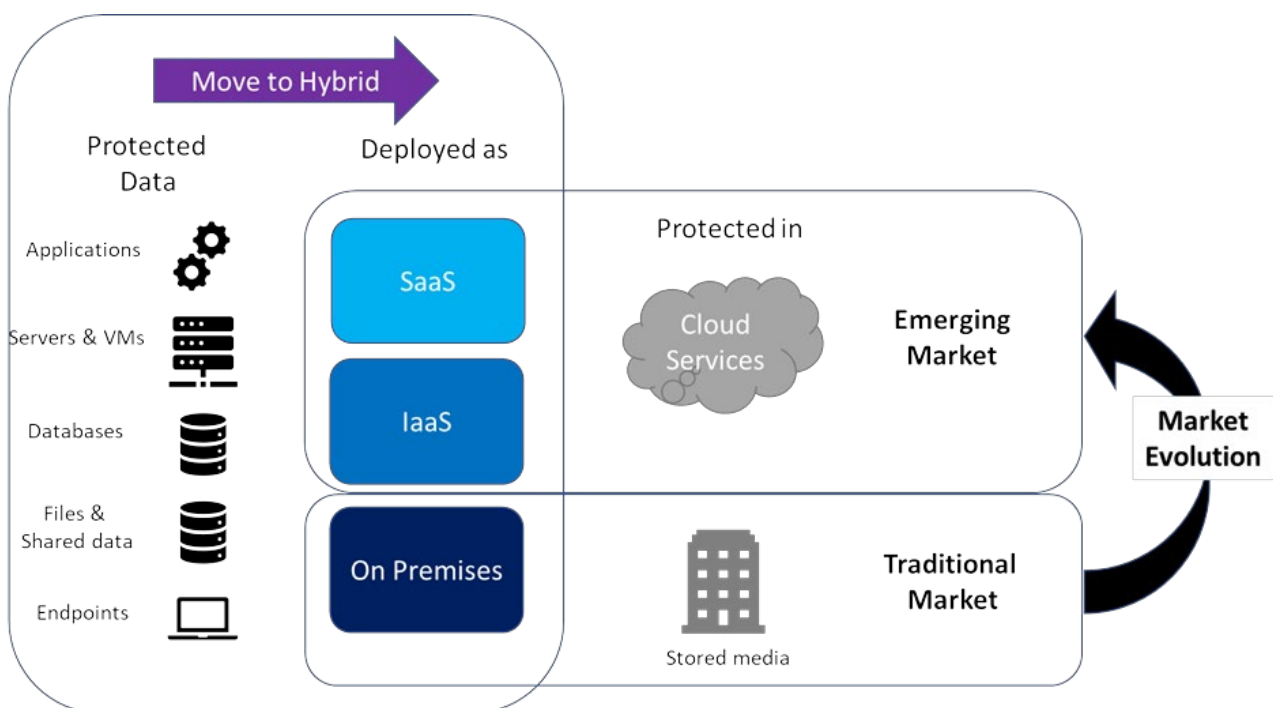 Move to Hybrid
Protected
Data
Deployed as
Applications
Servers & VMs
Databases
Files &
Shared data
Endpoints
SaaS
IaaS
On Premises
Protected in
Cloud
Services
Emerging
Market
Stored media
Traditional
Market
Market
Evolution